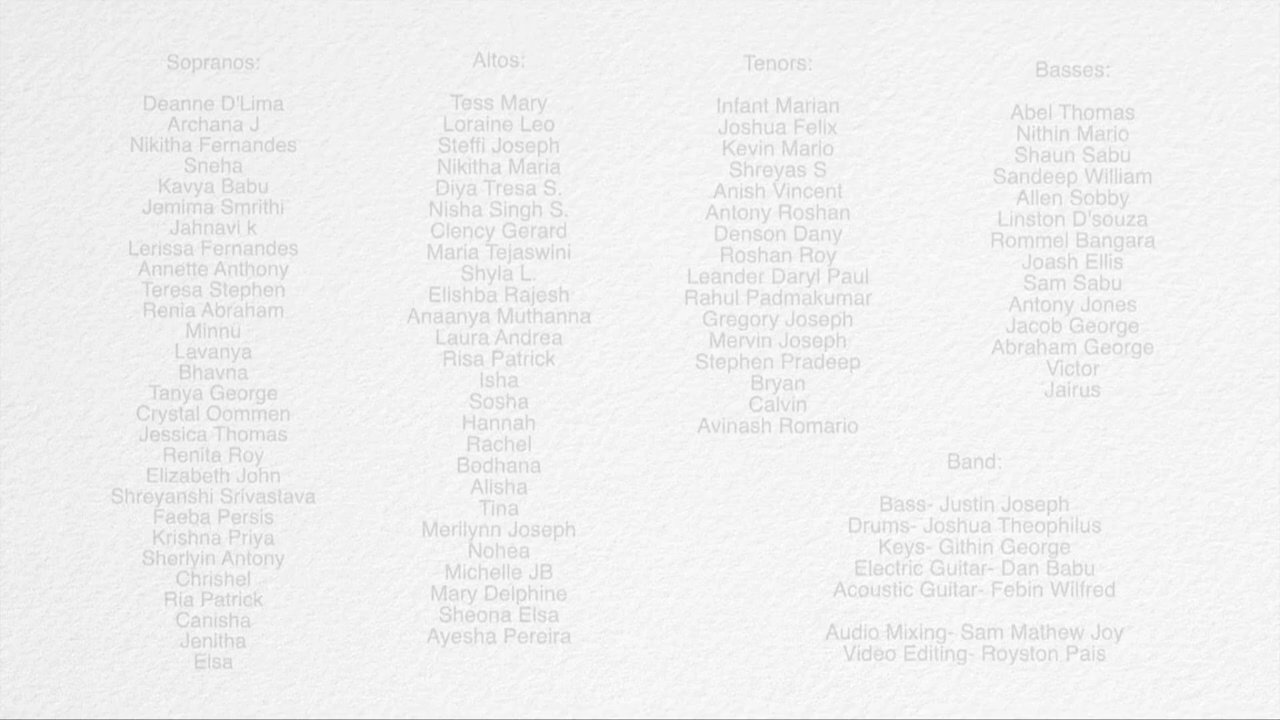 Sopranos:
Deanne D'Lima
Archana J
Nikitha Fernandes
Sneha
Kavya Babu
Jemima Smrithi
Jahnavi k
Lerissa Fernandes
Annette Anthony
Teresa Stephen
Renia Abraham
Minnu
Lavanya
Bhavna
Tanya George
Crystal Oommen
Jessica Thomas
Renita Roy
Elizabeth John
Shreyanshi Srivastava
Faeba Persis
Krishna Priya
Sherlyin Antony
Chrishel
Ria Patrick
Canisha
Jenitha
Elsa
Altos:
Tess Mary
Loraine Leo
Steffi Joseph
Nikitha Maria
Diya Tresa S.
Nisha Singh S.
Clency Gerard
Maria Tejaswini
Shyla L.
Elishba Rajesh
Anaanya Muthanna
Laura Andrea
Risa Patrick
Isha
Sosha
Hannah
Rachel
Bodhana
Alisha
Tina
Merilynn Joseph
Nohea
Michelle JB
Mary Delphine
Sheona Elsa
Ayesha Pereira
Tenors:
Infant Marian
Joshua Felix
Kevin Mario
Shreyas S
Anish Vincent
Antony Roshan
Denson Dany
Roshan Roy
Leander Daryl Paul
Rahul Padmakumar
Gregory Joseph
Mervin Joseph
Stephen Pradeep
Bryan
Calvin
Avinash Romario
Basses:
Abel Thomas
Nithin Mario
Shaun Sabu
Sandeep William
Allen Sobby
Linston D'souza
Rommel Bangara
Joash Ellis
Sam Sabu
Antony Jones
Jacob George
Abraham George
Victor
Jairus
Band:
Bass- Justin Joseph
Drums- Joshua Theophilus
Keys- Githin George
Electric Guitar- Dan Babu
Acoustic Guitar- Febin Wilfred
Audio Mixing- Sam Mathew Joy
Video Editing- Royston Pais